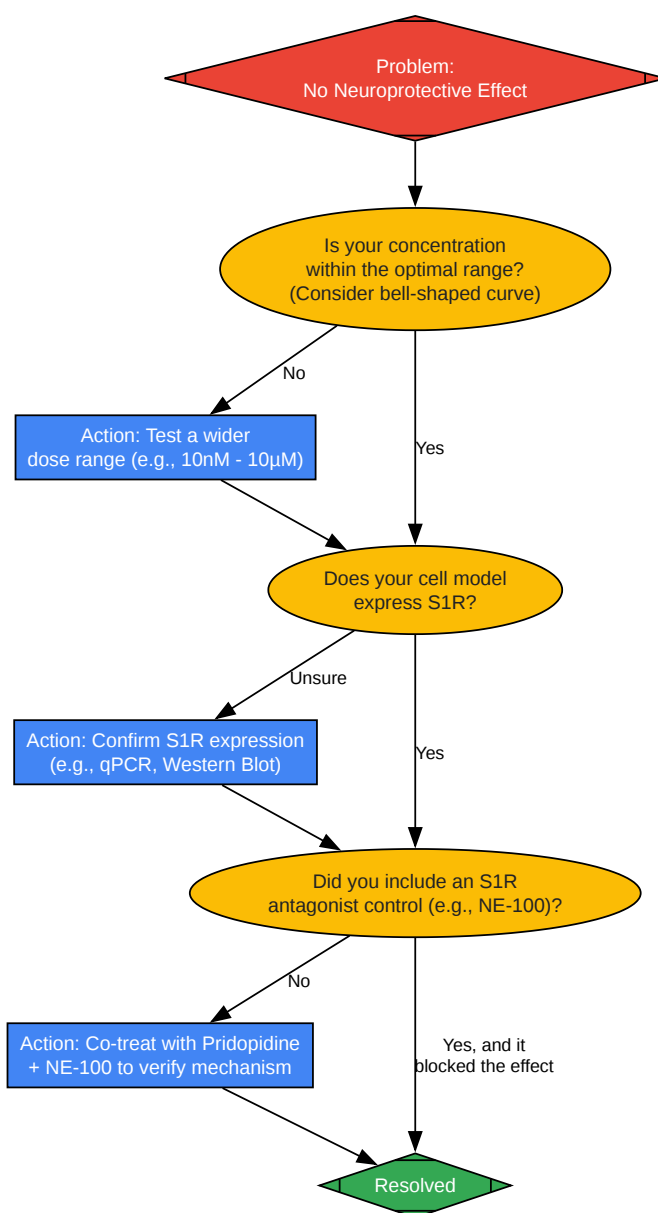 Problem:
No Neuroprotective Effect
Is your concentration
within the optimal range?
(Consider bell-shaped curve)
No
Yes
Action: Test a wider
dose range (e.g., 10nM - 10µM)
Does your cell model
express S1R?
Unsure
Yes
Action: Confirm S1R expression
(e.g., qPCR, Western Blot)
Did you include an S1R
antagonist control (e.g., NE-100)?
No
Yes, and it
blocked the effect
Action: Co-treat with Pridopidine
+ NE-100 to verify mechanism
Resolved